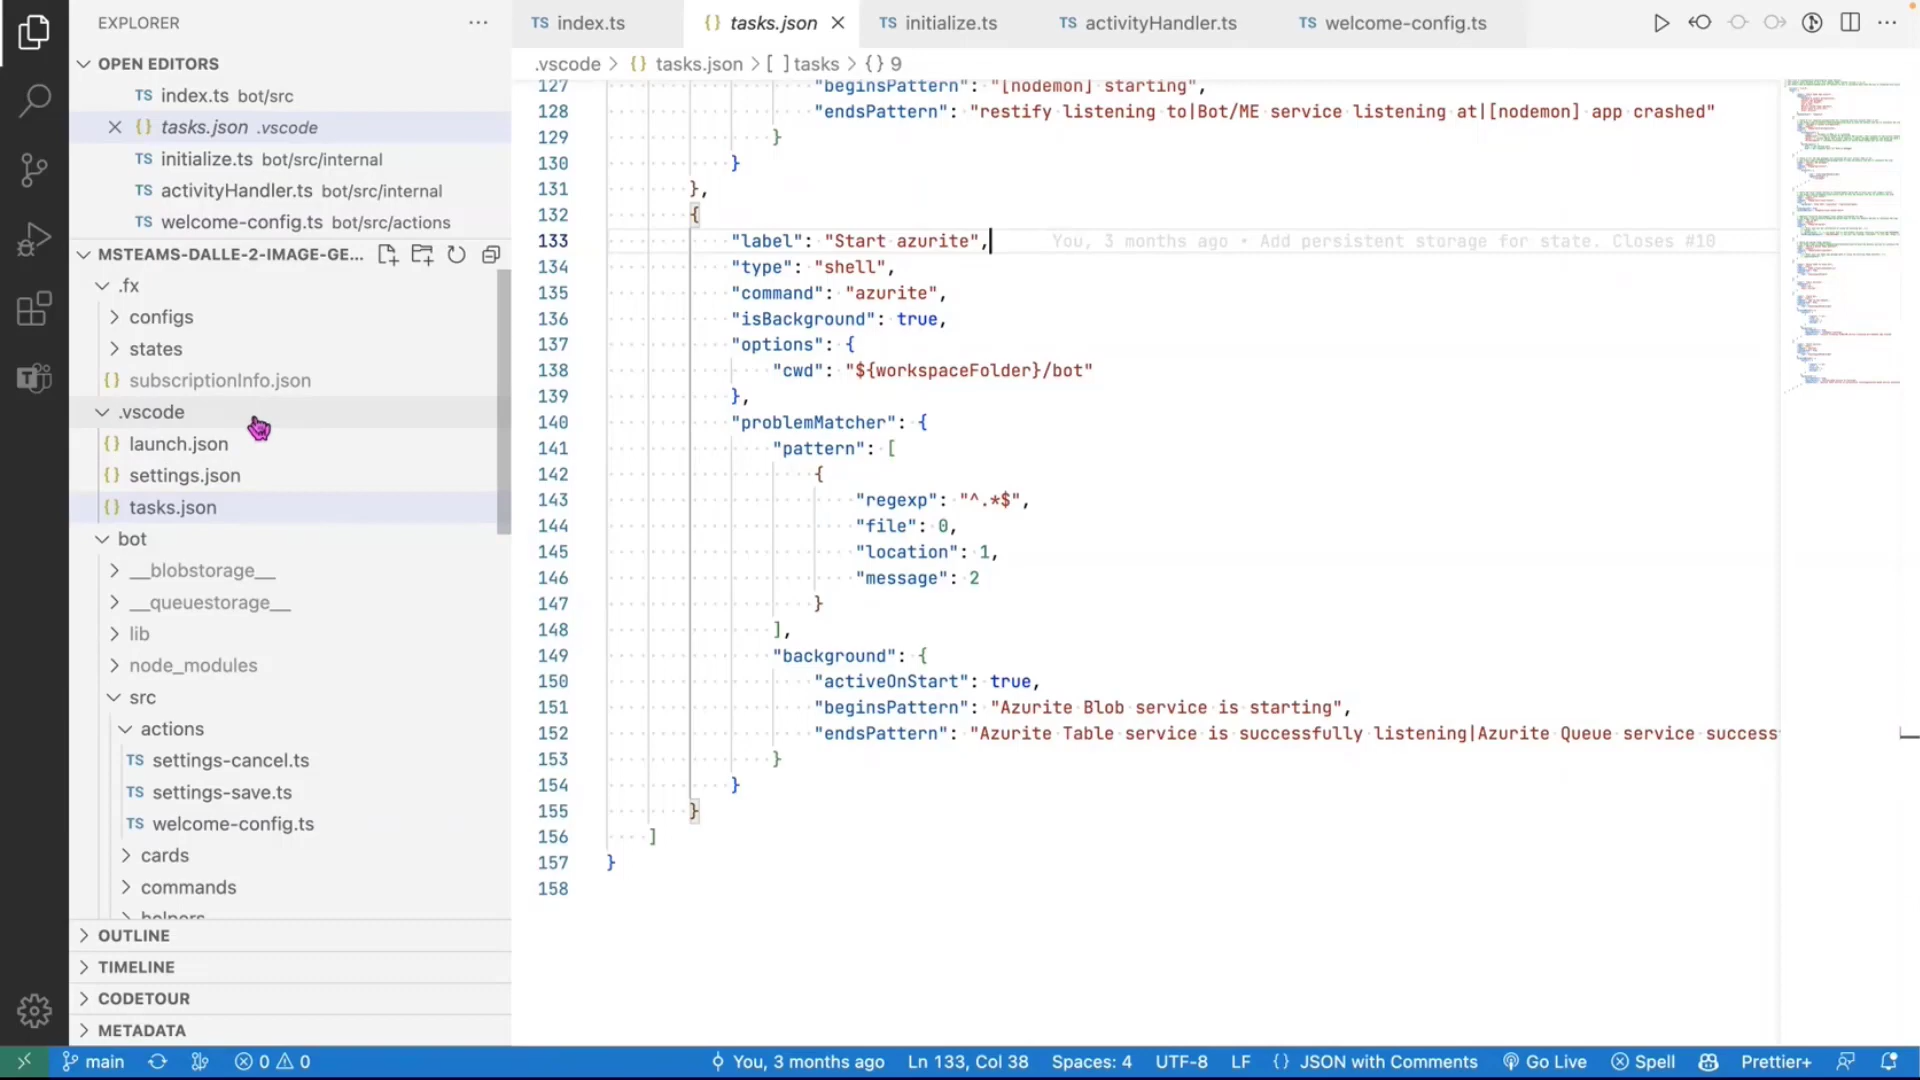 EXPLORER
OPEN EDITORS
TS index.ts bot/src
{} tasks.json .vscode
TS initialize.ts bot/src/internal
TS activityHandler.ts bot/src/internal
TS welcome-config.ts bot/src/actions
MSTEAMS-DALLE-2-IMAGE-GE...
.fx
configs
states
{} subscriptionInfo.json
.vscode
{} launch.json
{} settings.json
{} tasks.json
bot
__blobstorage__
__queuestorage__
lib
node_modules
src
actions
TS settings-cancel.ts
TS settings-save.ts
TS welcome-config.ts
cards
commands
helpers
OUTLINE
TIMELINE
CODETOUR
METADATA
TS index.ts {} tasks.json TS initialize.ts TS activityHandler.ts TS welcome-config.ts
.vscode > {} tasks.json > [ ] tasks > {} 9
127 "beginsPattern": "[nodemon] starting",
128 "endsPattern": "restify listening to|Bot/ME service listening at|[nodemon] app crashed"
129 }
130 }
131 },
132 {
133 "label": "Start azurite", You, 3 months ago • Add persistent storage for state. Closes #10
134 "type": "shell",
135 "command": "azurite",
136 "isBackground": true,
137 "options": {
138 "cwd": "${workspaceFolder}/bot"
139 },
140 "problemMatcher": {
141 "pattern": [
142 {
143 "regexp": "^.*$",
144 "file": 0,
145 "location": 1,
146 "message": 2
147 }
148 ],
149 "background": {
150 "activeOnStart": true,
151 "beginsPattern": "Azurite Blob service is starting",
152 "endsPattern": "Azurite Table service is successfully listening|Azurite Queue service success
153 }
154 }
155 }
156 ]
157 }
158
main 0 0 You, 3 months ago Ln 133, Col 38 Spaces: 4 UTF-8 LF {} JSON with Comments Go Live Spell Prettier+